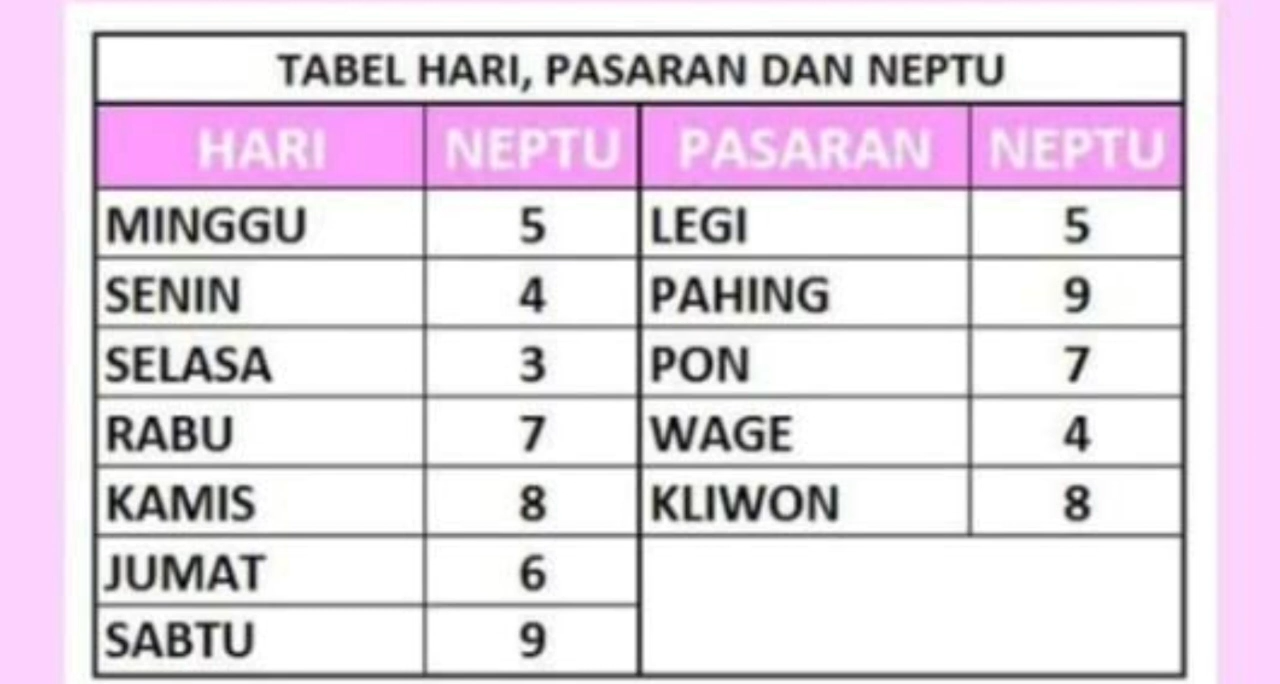 TABEL HARI, PASARAN DAN NEPTU
HARI NEPTU PASARAN NEPTU
MINGGU 5 LEGI 5
SENIN 4 PAHING 9
SELASA 3 PON 7
RABU 7 WAGE 4
KAMIS 8 KLIWON 8
JUMAT 6
SABTU 9